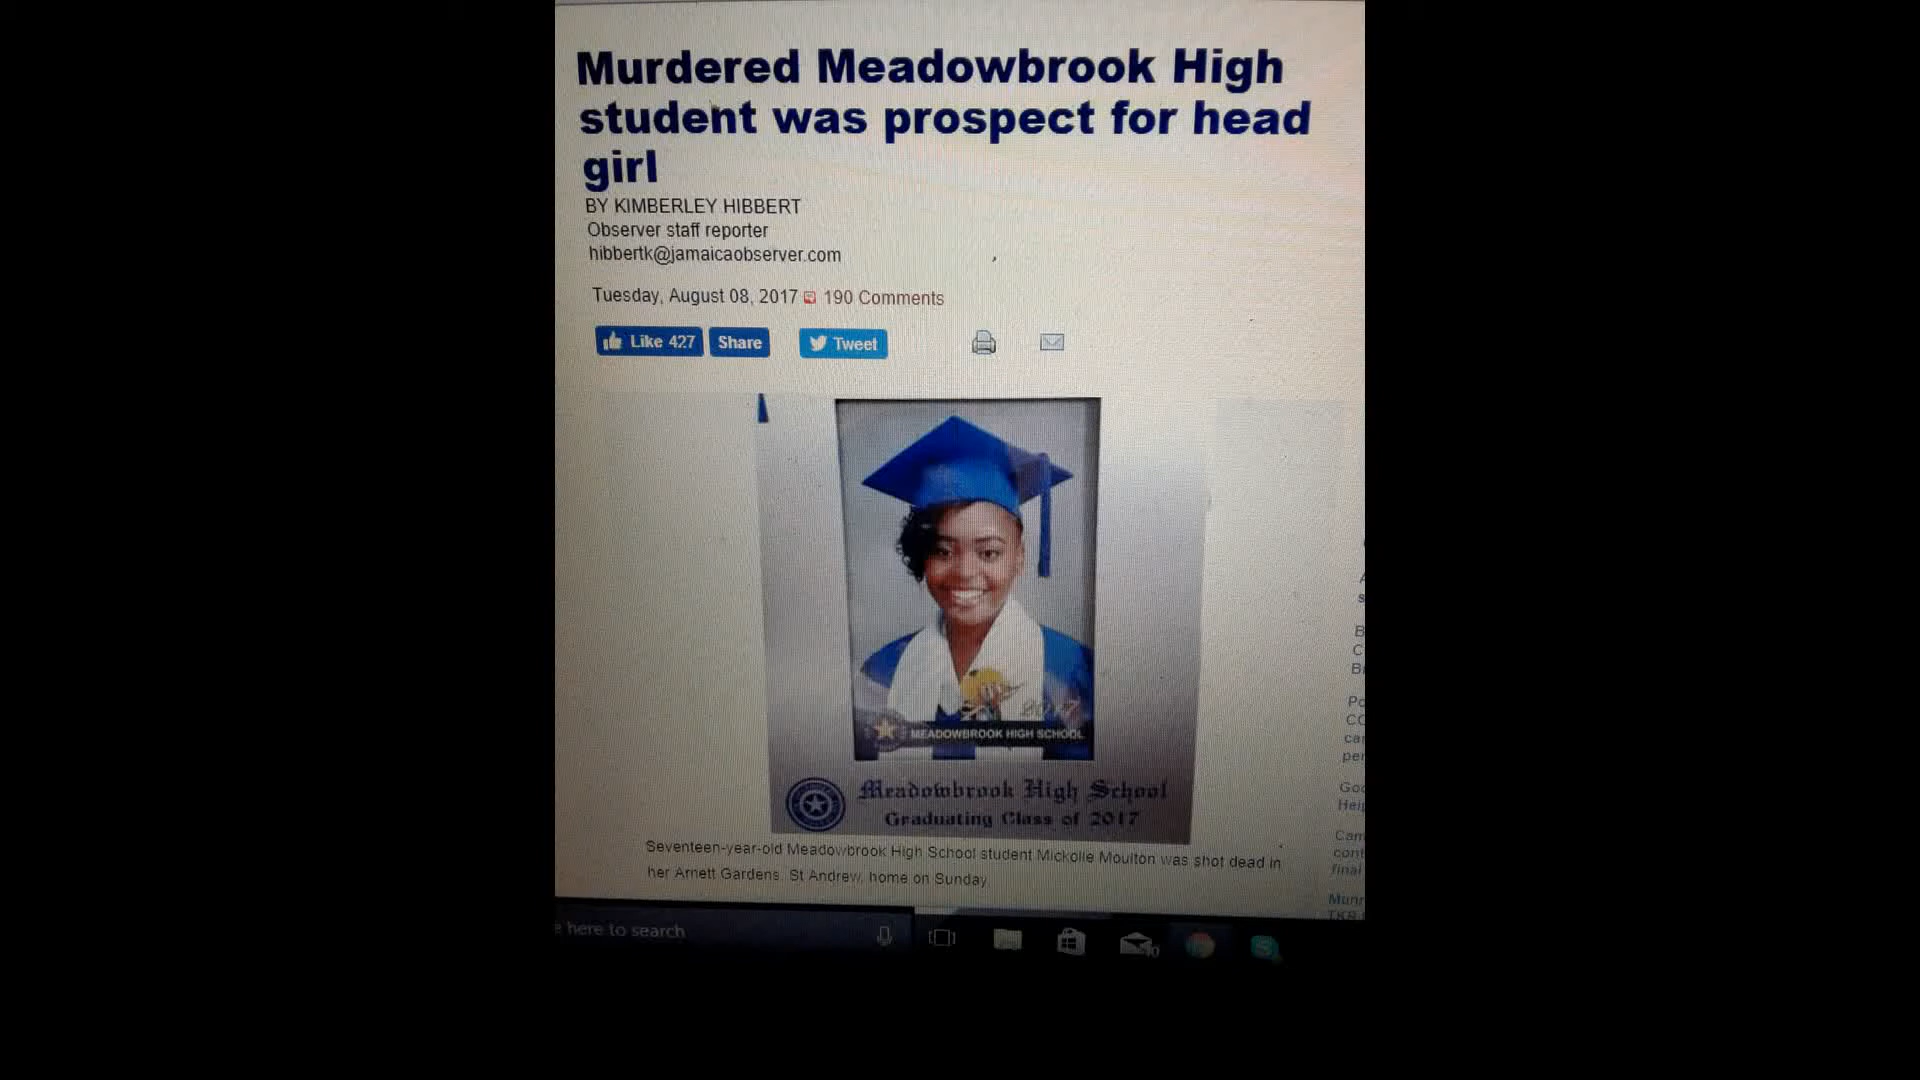 Murdered Meadowbrook High
student was prospect for head
girl
BY KIMBERLEY HIBBERT
Observer staff reporter
hibbertk@jamaicaobserver.com
Tuesday, August 08, 2017 190 Comments
Like 427 Share Tweet
2017
MEADOWBROOK HIGH SCHOOL
Meadowbrook High School
Graduating Class of 2017
Seventeen-year-old Meadowbrook High School student Mickolle Moulton was shot dead in
her Arnett Gardens, St Andrew, home on Sunday
here to search